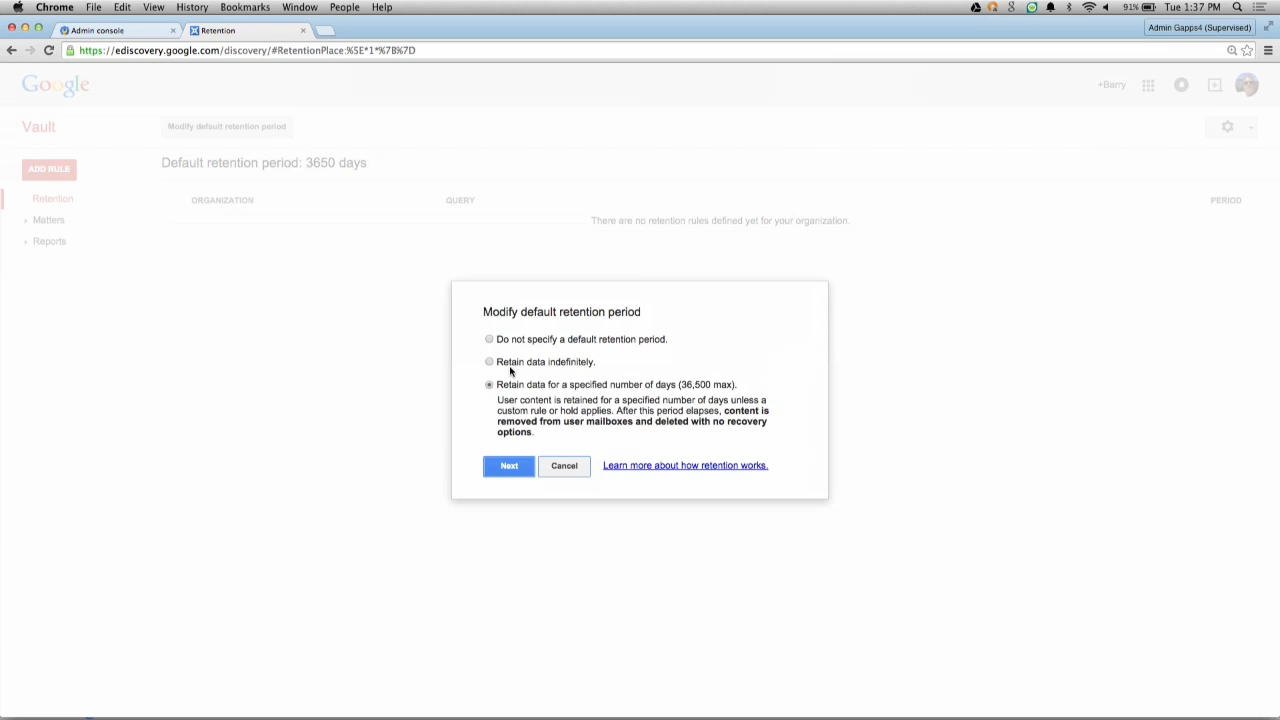 Chrome File Edit View History Bookmarks Window People Help 91% Tue 1:37 PM
Admin console Retention Admin Gapps4 (Supervised)
https://ediscovery.google.com/discovery/#RetentionPlace:%5E*1*%7B%7D
Google +Barry
Vault Modify default retention period
ADD RULE Default retention period: 3650 days
Retention ORGANIZATION QUERY PERIOD
Matters There are no retention rules defined yet for your organization.
Reports
Modify default retention period
Do not specify a default retention period.
Retain data indefinitely.
Retain data for a specified number of days (36,500 max).
User content is retained for a specified number of days unless a
custom rule or hold applies. After this period elapses, content is
removed from user mailboxes and deleted with no recovery
options.
Next Cancel Learn more about how retention works.